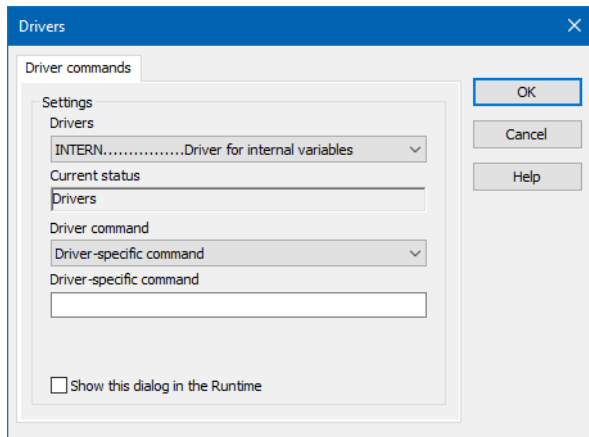 Drivers
Driver commands
OK
Cancel
Help
Settings
Drivers
INTERN...............Driver for internal variables
Current status
Drivers
Driver command
Driver-specific command
Driver-specific command
Show this dialog in the Runtime